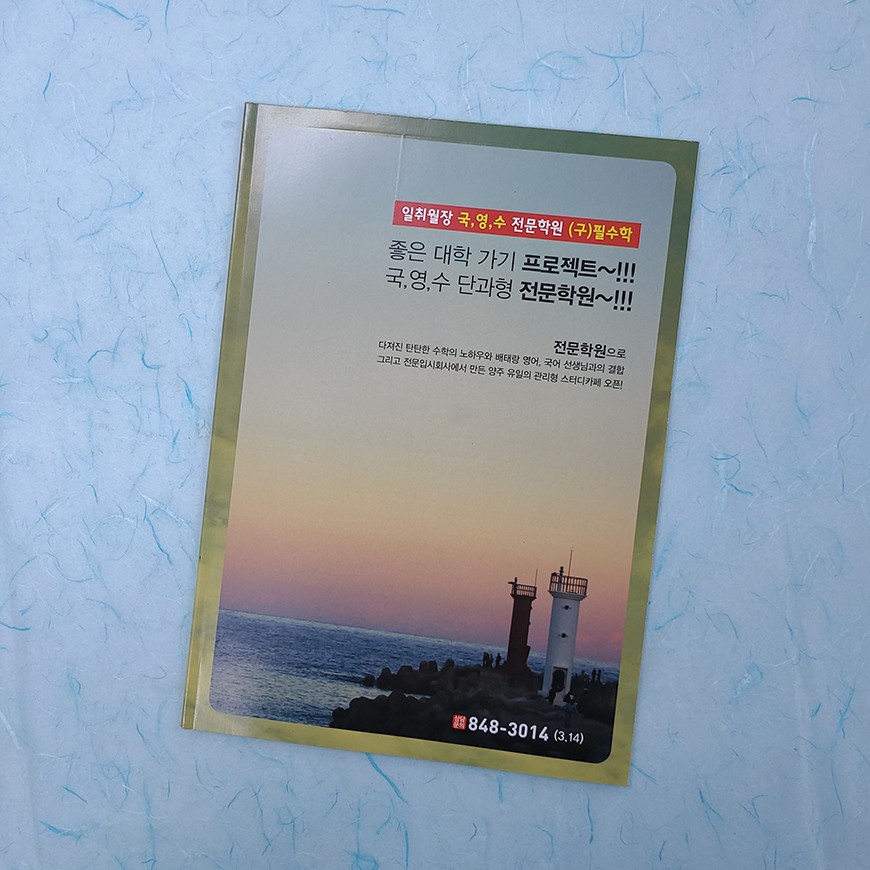 일취월장 국,영,수 전문학원 (구)필수학
좋은 대학 가기 프로젝트~!!!
국,영,수 단과형 전문학원~!!!
전문학원으로
다져진 탄탄한 수학의 노하우와 배태랑 영어, 국어 선생님과의 결합
그리고 전문입시회사에서 만든 양주 유일의 관리형 스터디카페 오픈!
상담문의 848-3014 (3.14)